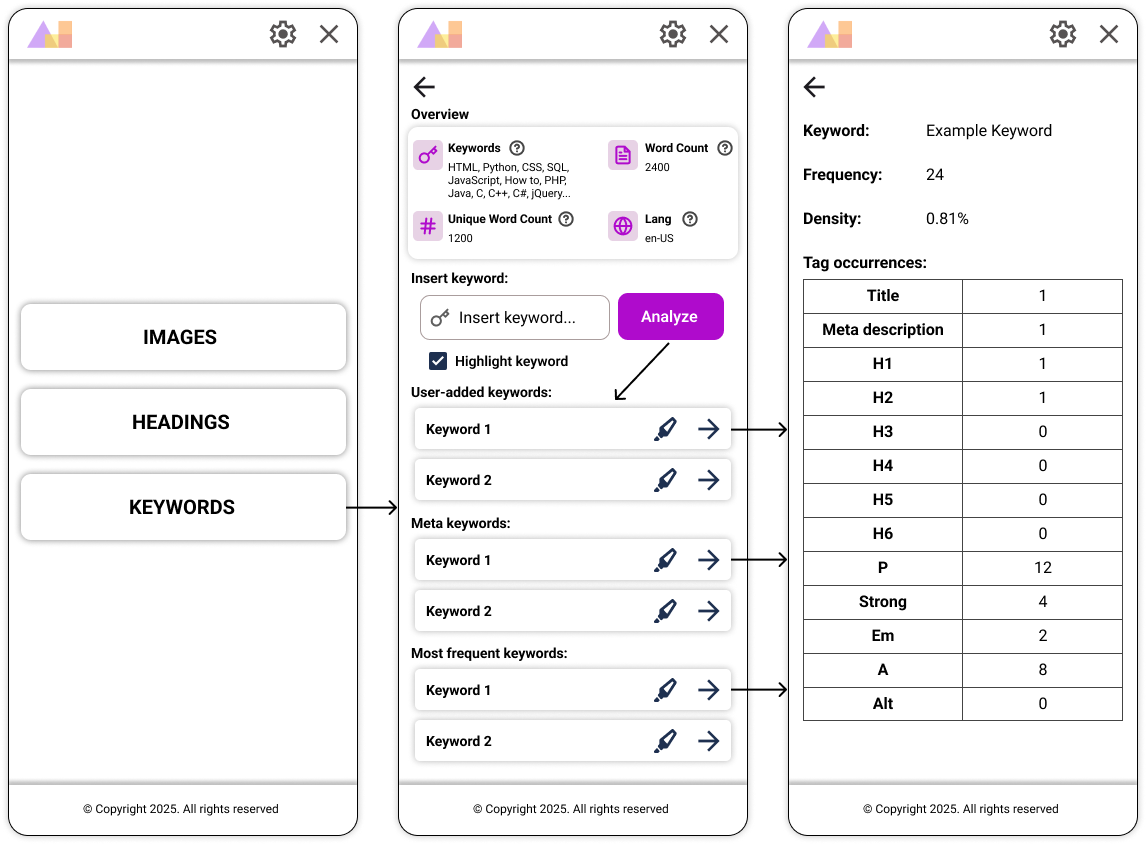 IMAGES
HEADINGS
KEYWORDS
© Copyright 2025. All rights reserved
Overview
Keywords
HTML, Python, CSS, SQL,
JavaScript, How to, PHP,
Java, C, C++, C#, jQuery...
Word Count
2400
Unique Word Count
1200
Lang
en-US
Insert keyword:
Insert keyword...
Analyze
Highlight keyword
User-added keywords:
Keyword 1
Keyword 2
Meta keywords:
Keyword 1
Keyword 2
Most frequent keywords:
Keyword 1
Keyword 2
© Copyright 2025. All rights reserved
Keyword: Example Keyword
Frequency: 24
Density: 0.81%
Tag occurrences:
Title 1
Meta description 1
H1 1
H2 1
H3 0
H4 0
H5 0
H6 0
P 12
Strong 4
Em 2
A 8
Alt 0
© Copyright 2025. All rights reserved